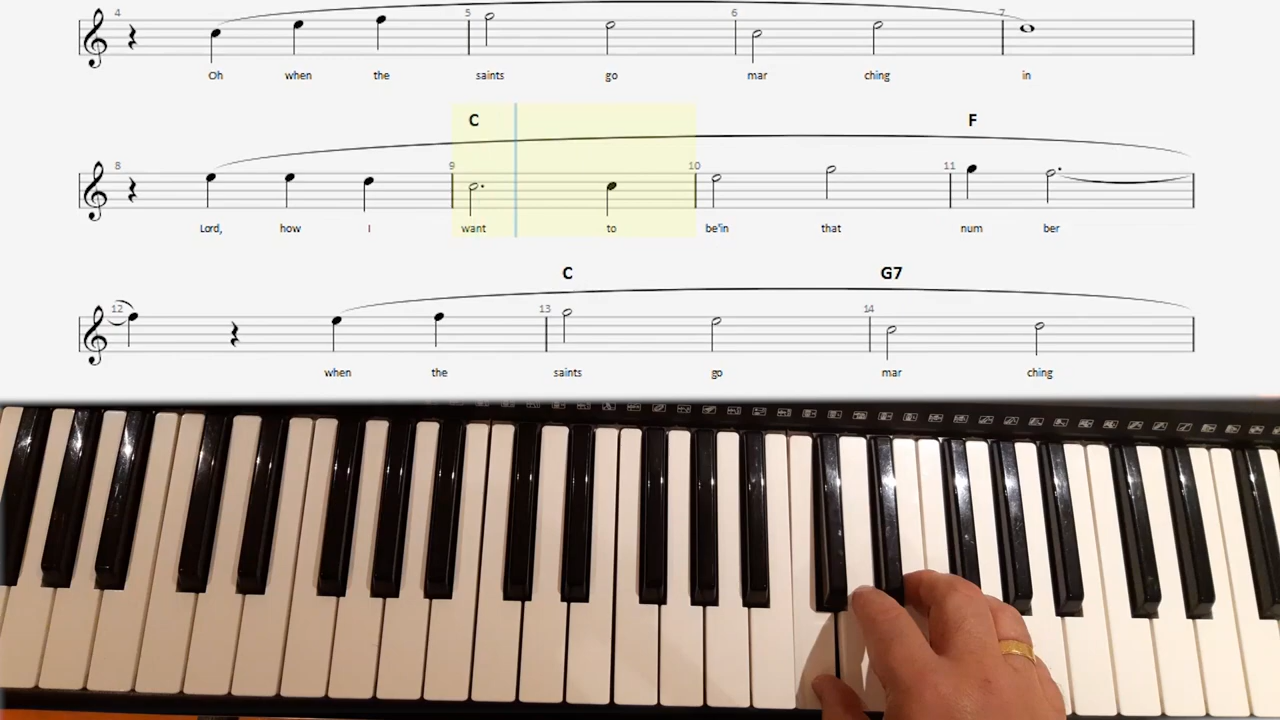 4 5 6 7
Oh when the saints go mar ching in
C F
8 9 10 11
Lord, how I want to be'in that num ber
C G7
12 13 14
when the saints go mar ching